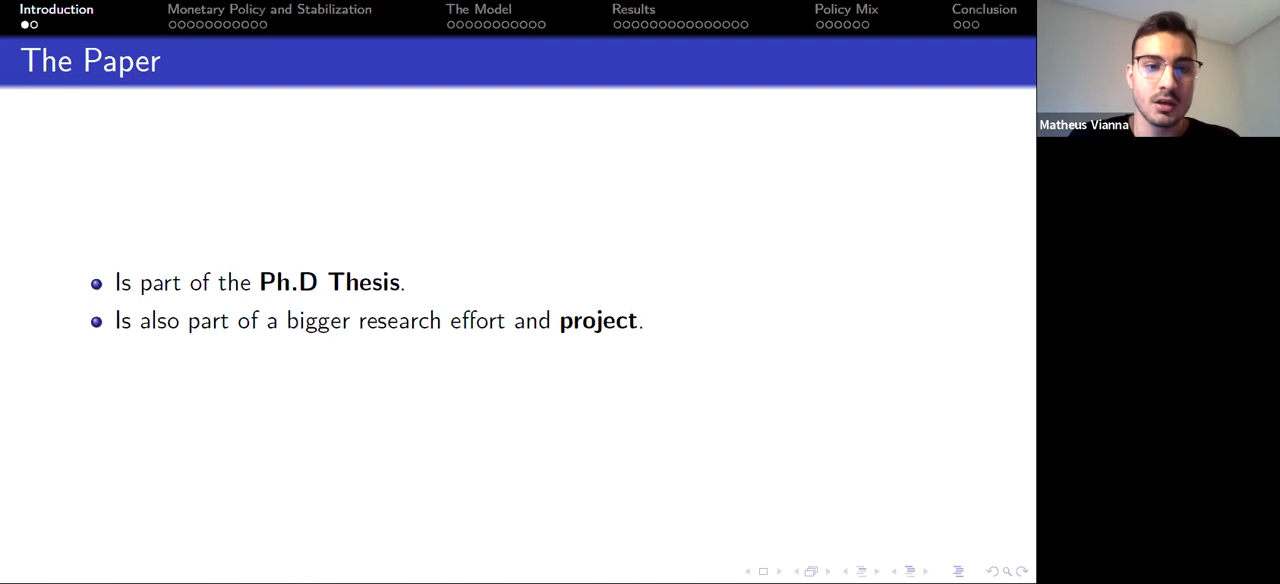 Introduction
Monetary Policy and Stabilization
The Model
Results
Policy Mix
Conclusion
The Paper
Is part of the Ph.D Thesis.
Is also part of a bigger research effort and project.
Matheus Vianna